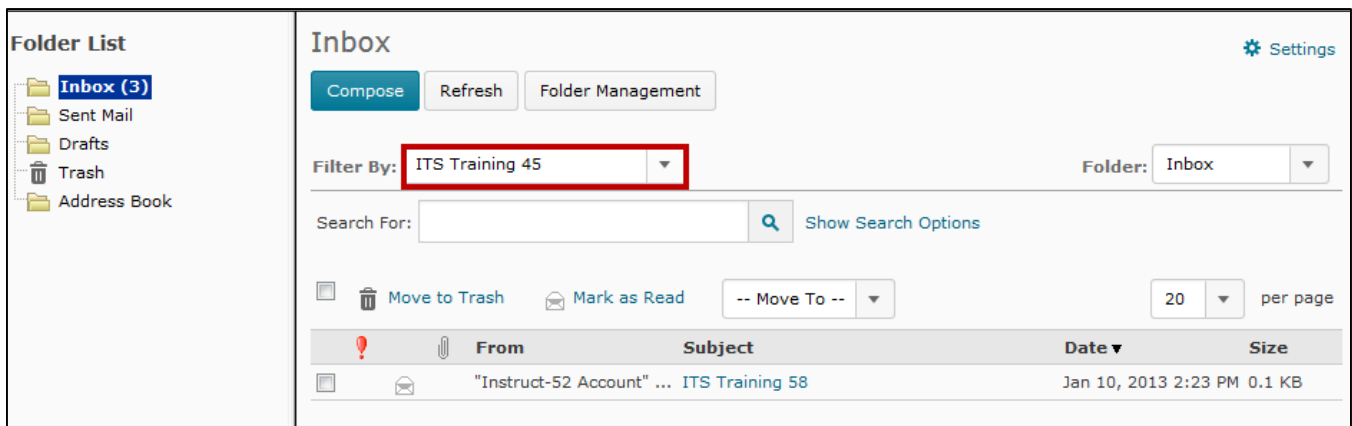 Folder List
Inbox (3)
Sent Mail
Drafts
Trash
Address Book
Inbox
Settings
Compose Refresh Folder Management
Filter By: ITS Training 45 Folder: Inbox
Search For: Show Search Options
Move to Trash Mark as Read -- Move To -- 20 per page
From Subject Date Size
"Instruct-52 Account" ... ITS Training 58 Jan 10, 2013 2:23 PM 0.1 KB